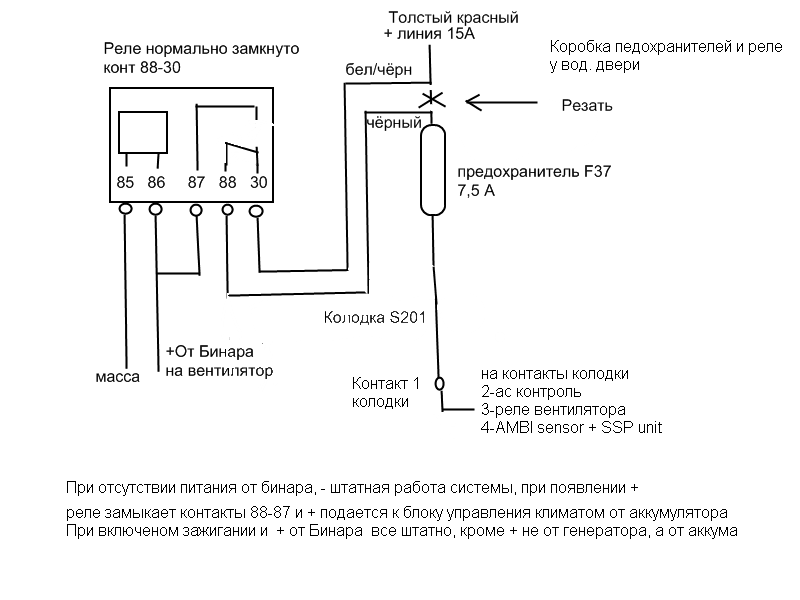 Толстый красный
+ линия 15А
Реле нормально замкнуто
конт 88-30
Коробка педохранителей и реле
у вод. двери
бел/чёрн
Резать
чёрный
предохранитель F37
7,5 А
85 86 87 88 30
Колодка S201
+От Бинара
на вентилятор
масса
Контакт 1
колодки
на контакты колодки
2-ас контроль
3-реле вентилятора
4-AMBI sensor + SSP unit
При отсутствии питания от бинара, - штатная работа системы, при появлении +
реле замыкает контакты 88-87 и + подается к блоку управления климатом от аккумулятора
При включеном зажигании и + от Бинара все штатно, кроме + не от генератора, а от аккума